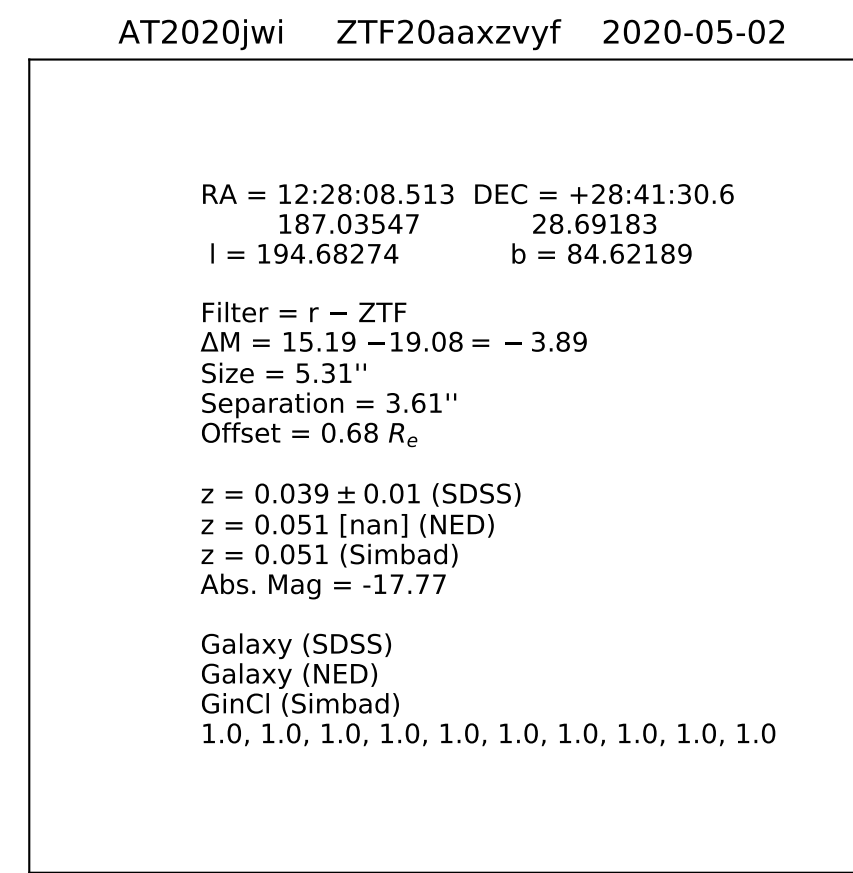 AT2020jwi ZTF20aaxzvyf 2020-05-02
RA = 12:28:08.513 DEC = +28:41:30.6
187.03547 28.69183
l = 194.68274 b = 84.62189
Filter = r − ZTF
ΔM = 15.19 −19.08 = − 3.89
Size = 5.31''
Separation = 3.61''
Offset = 0.68 Rₑ
z = 0.039 ± 0.01 (SDSS)
z = 0.051 [nan] (NED)
z = 0.051 (Simbad)
Abs. Mag = -17.77
Galaxy (SDSS)
Galaxy (NED)
GinCl (Simbad)
1.0, 1.0, 1.0, 1.0, 1.0, 1.0, 1.0, 1.0, 1.0, 1.0